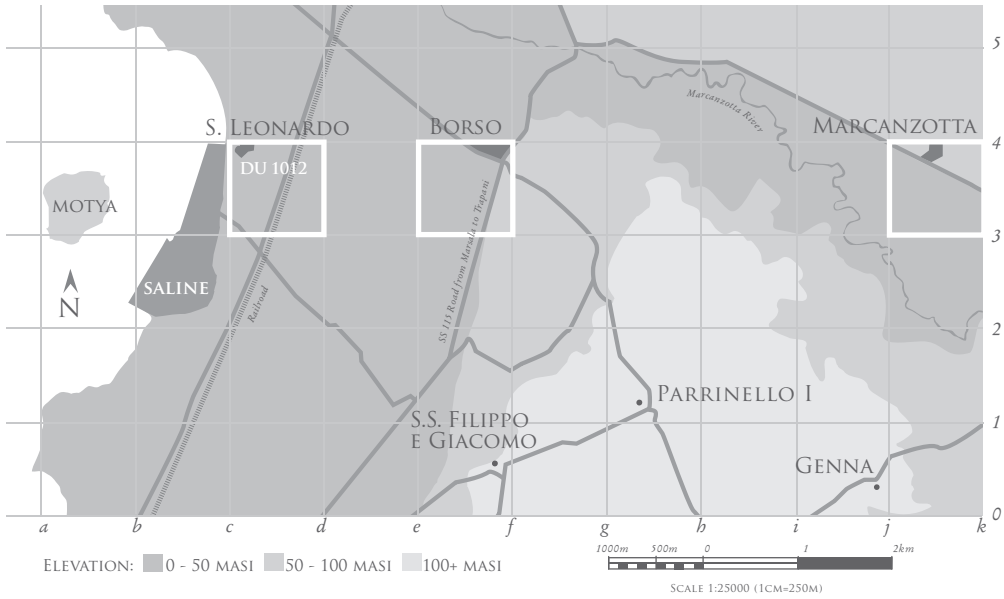 5
Marcanzotta River
S. Leonardo
Borso
Marcanzotta
4
DU 1012
MOTYA
SS 115 Road from Marsala to Trapani
3
N
SALINE
Railroad
2
Parrinello I
S.S. Filippo
e Giacomo
1
Genna
0
a b c d e f g h i j k
Elevation: 0 - 50 masi 50 - 100 masi 100+ masi
1000m 500m 0 1 2km
Scale 1:25000 (1cm=250m)